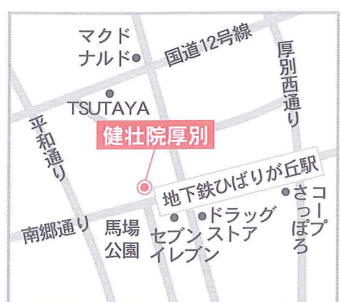 マクド
ナルド
国道12号線
厚別西通り
TSUTAYA
平和通り
健壮院厚別
地下鉄ひばりが丘駅
南郷通り
馬場
公園
セブン
イレブン
ドラッグ
ストア
コープ
さっぽろ